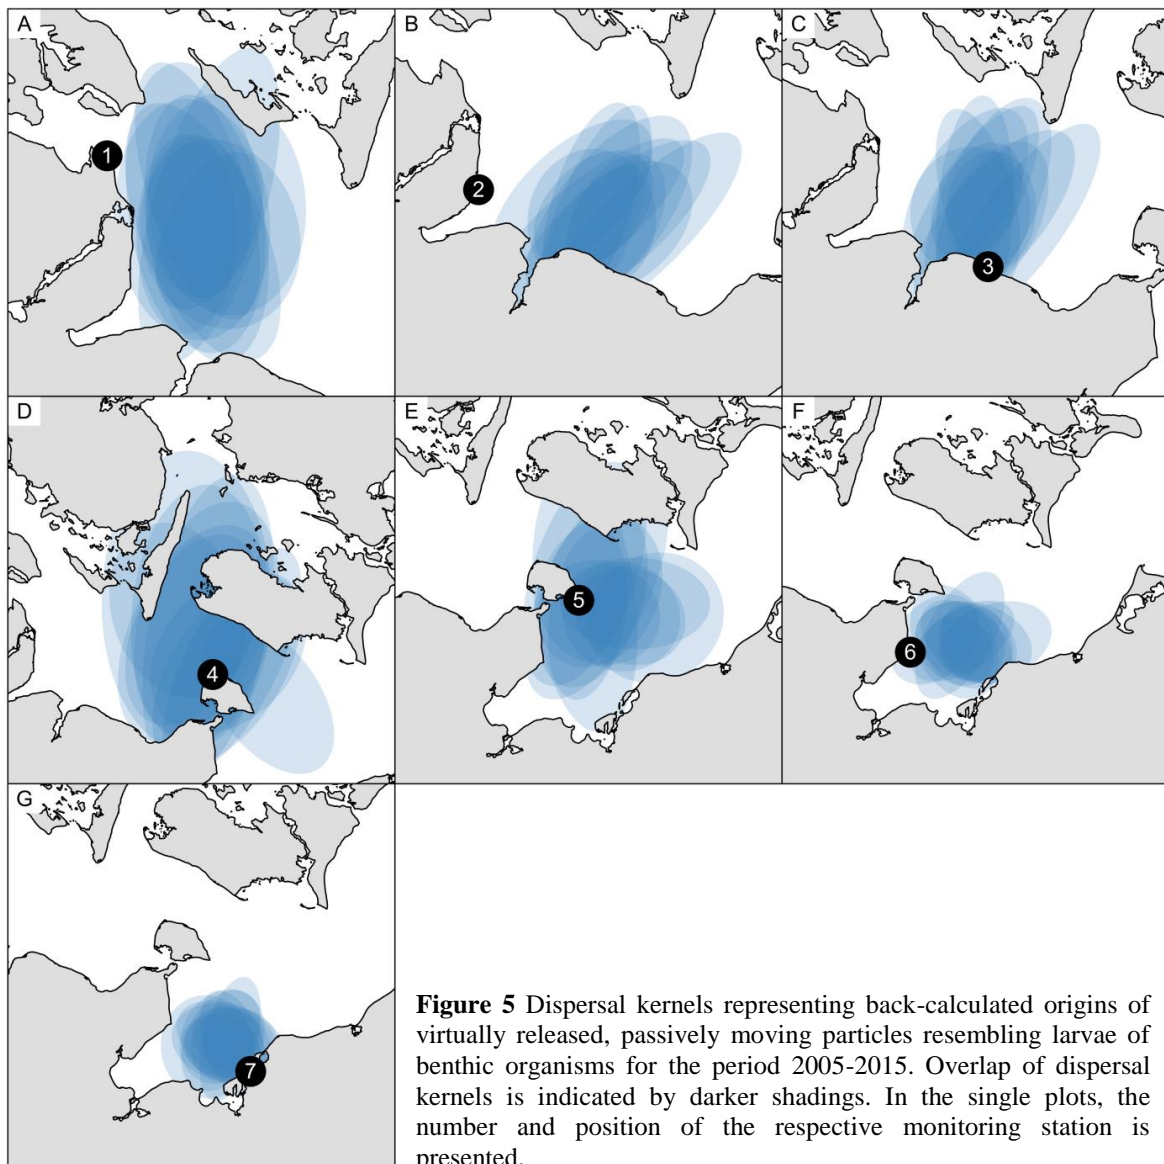 A
B
C
1
2
3
D
E
F
4
5
6
G
7
Figure 5 Dispersal kernels representing back-calculated origins of
virtually released, passively moving particles resembling larvae of
benthic organisms for the period 2005-2015. Overlap of dispersal
kernels is indicated by darker shadings. In the single plots, the
number and position of the respective monitoring station is
presented.